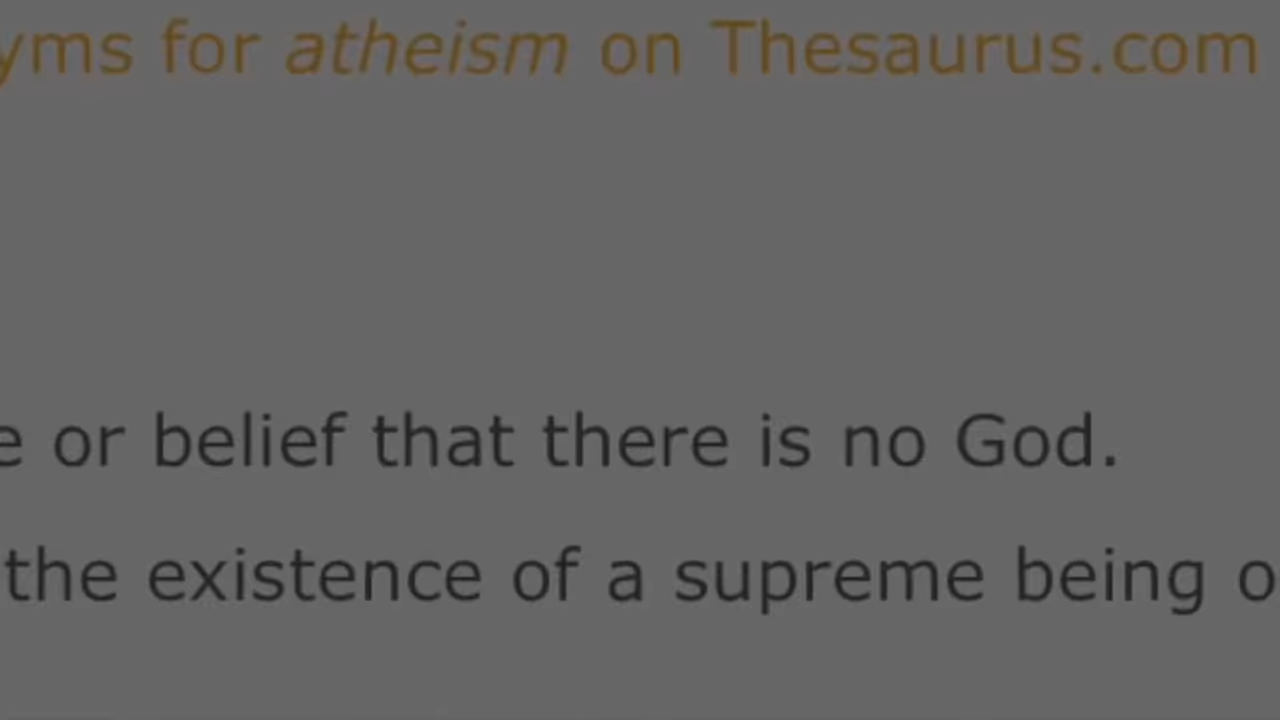 yms for atheism on Thesaurus.com
e or belief that there is no God.
the existence of a supreme being o